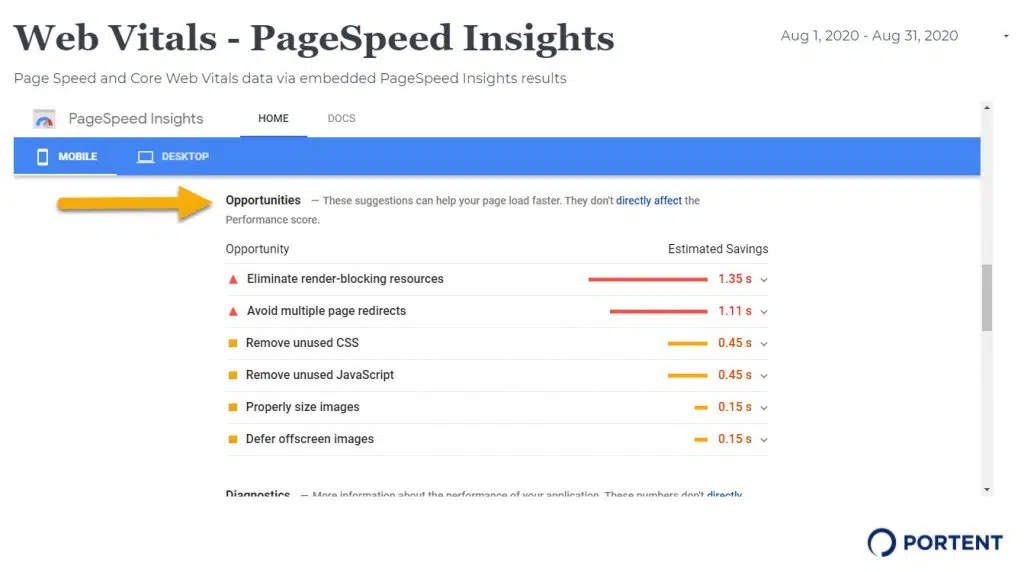 Web Vitals - PageSpeed Insights
Aug 1, 2020 - Aug 31, 2020
Page Speed and Core Web Vitals data via embedded PageSpeed Insights results
PageSpeed Insights
HOME
DOCS
MOBILE
DESKTOP
Opportunities — These suggestions can help your page load faster. They don't directly affect the
Performance score.
Opportunity
Estimated Savings
Eliminate render-blocking resources 1.35 s
Avoid multiple page redirects 1.11 s
Remove unused CSS 0.45 s
Remove unused JavaScript 0.45 s
Properly size images 0.15 s
Defer offscreen images 0.15 s
Diagnostics — More information about the performance of your application. These numbers don't directly
PORTENT